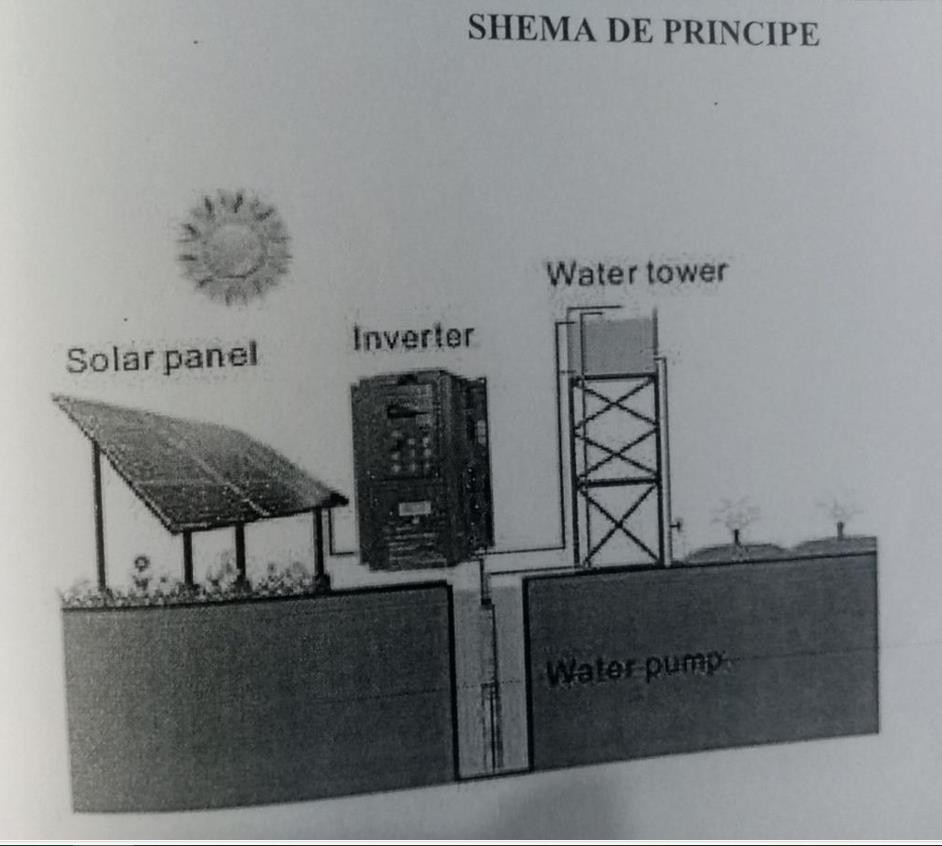 SHEMA DE PRINCIPE
Water tower
Inverter
Solar panel
Water pump